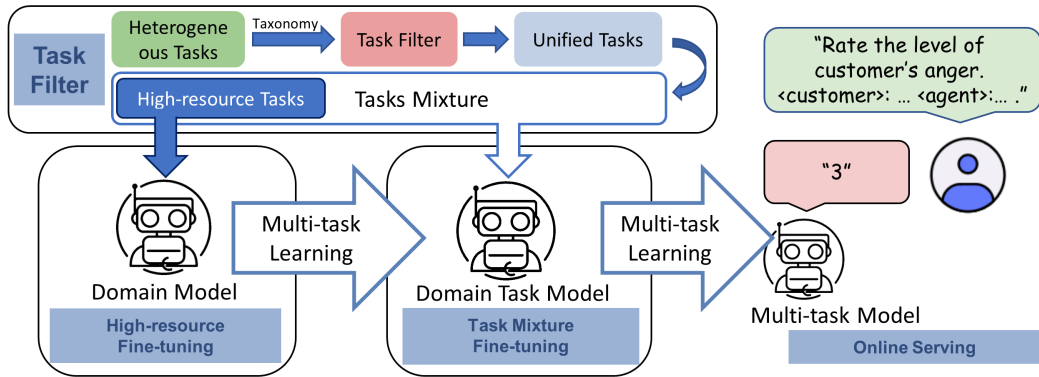 Task
Filter
Heterogene
ous Tasks
Taxonomy
Task Filter
Unified Tasks
High-resource Tasks
Tasks Mixture
“Rate the level of
customer’s anger.
<customer>: … <agent>:… .”
“3”
Domain Model
High-resource
Fine-tuning
Multi-task
Learning
Domain Task Model
Task Mixture
Fine-tuning
Multi-task
Learning
Multi-task Model
Online Serving